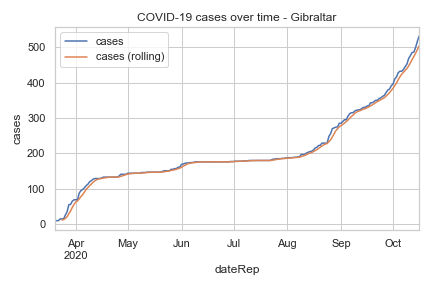 COVID-19 cases over time - Gibraltar
cases
cases (rolling)
cases
500
400
300
200
100
0
Apr May Jun Jul Aug Sep Oct
2020
dateRep